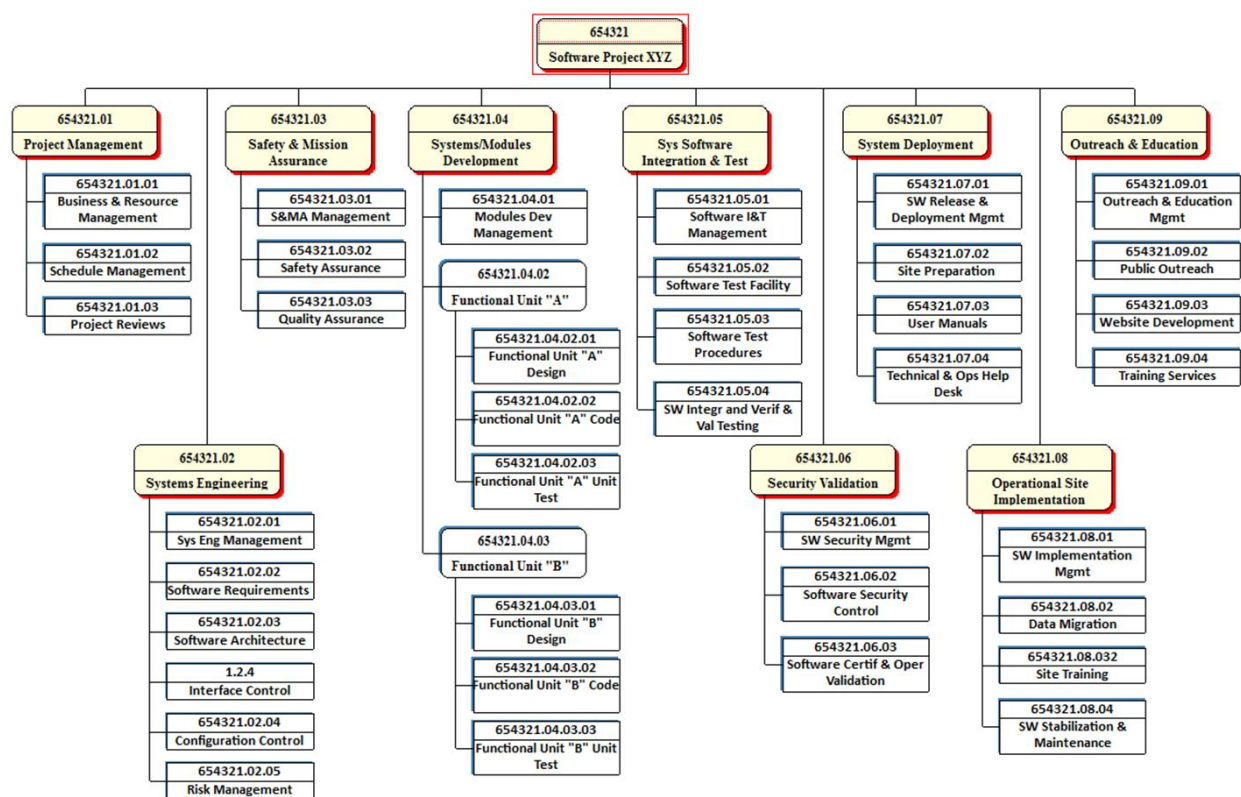 654321
Software Project XYZ
654321.01
Project Management
654321.01.01
Business & Resource
Management
654321.01.02
Schedule Management
654321.01.03
Project Reviews
654321.02
Systems Engineering
654321.02.01
Sys Eng Management
654321.02.02
Software Requirements
654321.02.03
Software Architecture
1.2.4
Interface Control
654321.02.04
Configuration Control
654321.02.05
Risk Management
654321.03
Safety & Mission
Assurance
654321.03.01
S&MA Management
654321.03.02
Safety Assurance
654321.03.03
Quality Assurance
654321.04
Systems/Modules
Development
654321.04.01
Modules Dev
Management
654321.04.02
Functional Unit "A"
654321.04.02.01
Functional Unit "A"
Design
654321.04.02.02
Functional Unit "A" Code
654321.04.02.03
Functional Unit "A" Unit
Test
654321.04.03
Functional Unit "B"
654321.04.03.01
Functional Unit "B"
Design
654321.04.03.02
Functional Unit "B" Code
654321.04.03.03
Functional Unit "B" Unit
Test
654321.05
Sys Software
Integration & Test
654321.05.01
Software I&T
Management
654321.05.02
Software Test Facility
654321.05.03
Software Test
Procedures
654321.05.04
SW Integr and Verif &
Val Testing
654321.06
Security Validation
654321.06.01
SW Security Mgmt
654321.06.02
Software Security
Control
654321.06.03
Software Certif & Oper
Validation
654321.07
System Deployment
654321.07.01
SW Release &
Deployment Mgmt
654321.07.02
Site Preparation
654321.07.03
User Manuals
654321.07.04
Technical & Ops Help
Desk
654321.08
Operational Site
Implementation
654321.08.01
SW Implementation
Mgmt
654321.08.02
Data Migration
654321.08.032
Site Training
654321.08.04
SW Stabilization &
Maintenance
654321.09
Outreach & Education
654321.09.01
Outreach & Education
Mgmt
654321.09.02
Public Outreach
654321.09.03
Website Development
654321.09.04
Training Services